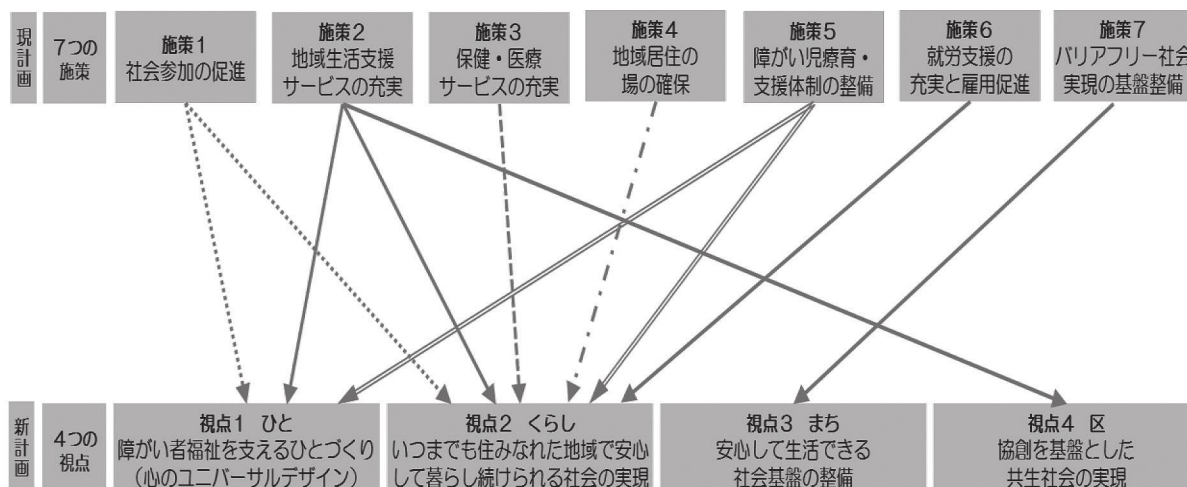 現計画
7つの
施策
施策1
社会参加の促進
施策2
地域生活支援
サービスの充実
施策3
保健・医療
サービスの充実
施策4
地域居住の
場の確保
施策5
障がい児療育・
支援体制の整備
施策6
就労支援の
充実と雇用促進
施策7
バリアフリー社会
実現の基盤整備
新計画
4つの
視点
視点1 ひと
障がい者福祉を支えるひとづくり
（心のユニバーサルデザイン）
視点2 くらし
いつまでも住みなれた地域で安心
して暮らし続けられる社会の実現
視点3 まち
安心して生活できる
社会基盤の整備
視点4 区
協創を基盤とした
共生社会の実現